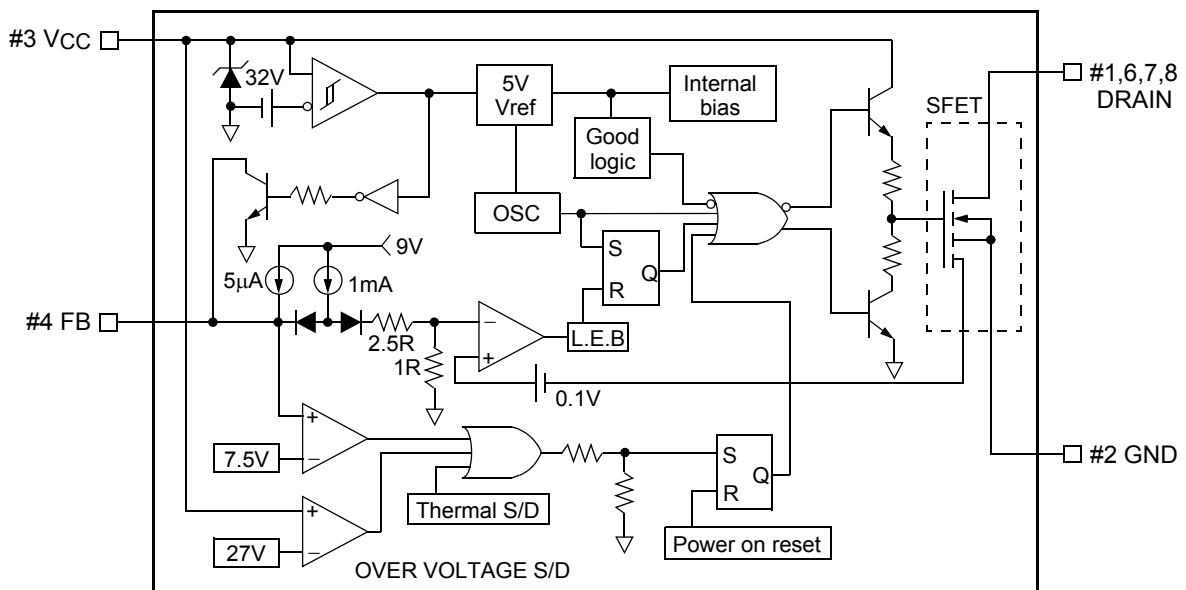 #3 VCC
32V
5V
Vref
Internal
bias
Good
logic
OSC
#1,6,7,8
DRAIN
SFET
9V
5μA
1mA
S
R
Q
#4 FB
2.5R
1R
−
+
L.E.B
0.1V
+
−
7.5V
Thermal S/D
S
R
Q
#2 GND
+
−
27V
Power on reset
OVER VOLTAGE S/D